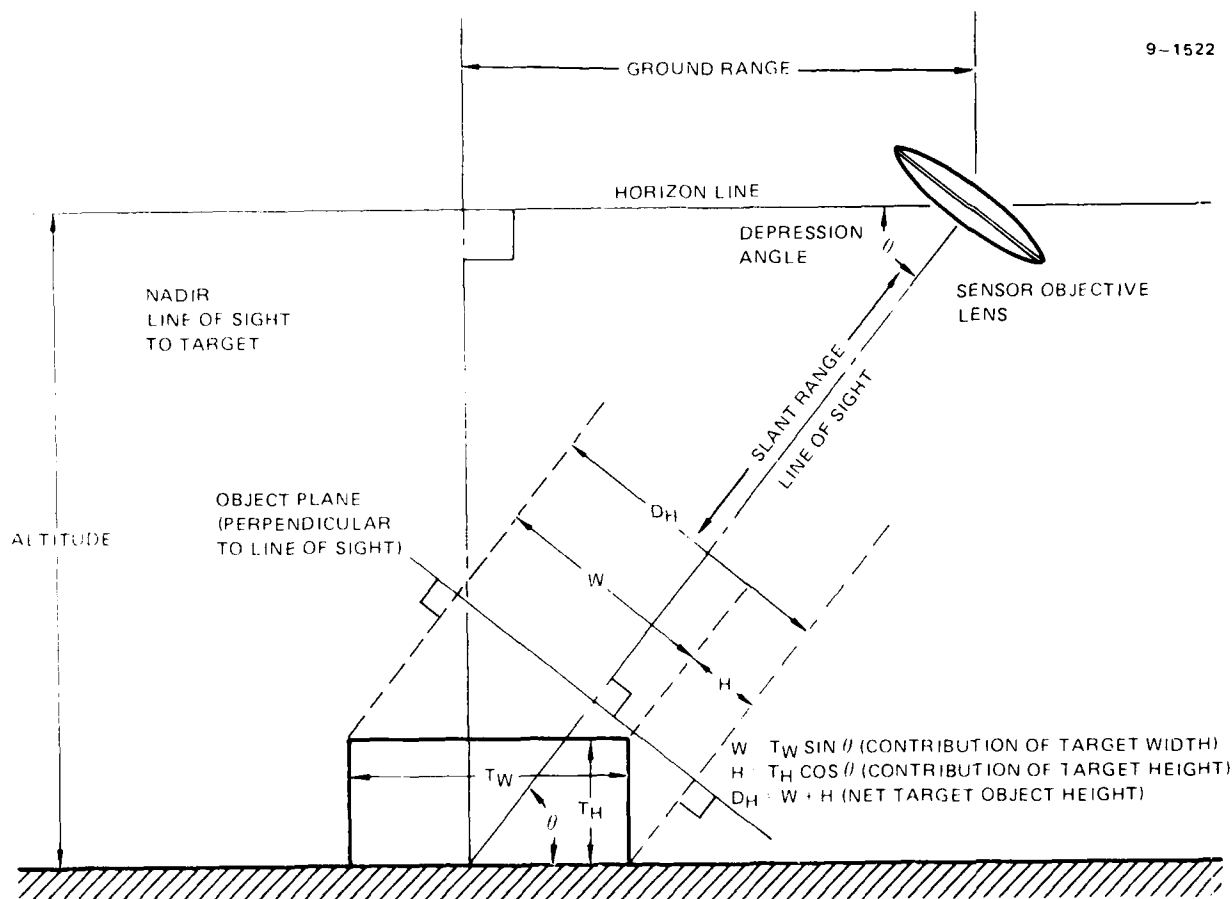 9-1522
GROUND RANGE
HORIZON LINE
DEPRESSION
ANGLE
θ
SENSOR OBJECTIVE
LENS
NADIR
LINE OF SIGHT
TO TARGET
SLANT RANGE
LINE OF SIGHT
OBJECT PLANE
(PERPENDICULAR
TO LINE OF SIGHT)
ALTITUDE
DH
W
H
TW
TH
θ
W TW SIN θ (CONTRIBUTION OF TARGET WIDTH)
H TH COS θ (CONTRIBUTION OF TARGET HEIGHT)
DH W + H (NET TARGET OBJECT HEIGHT)